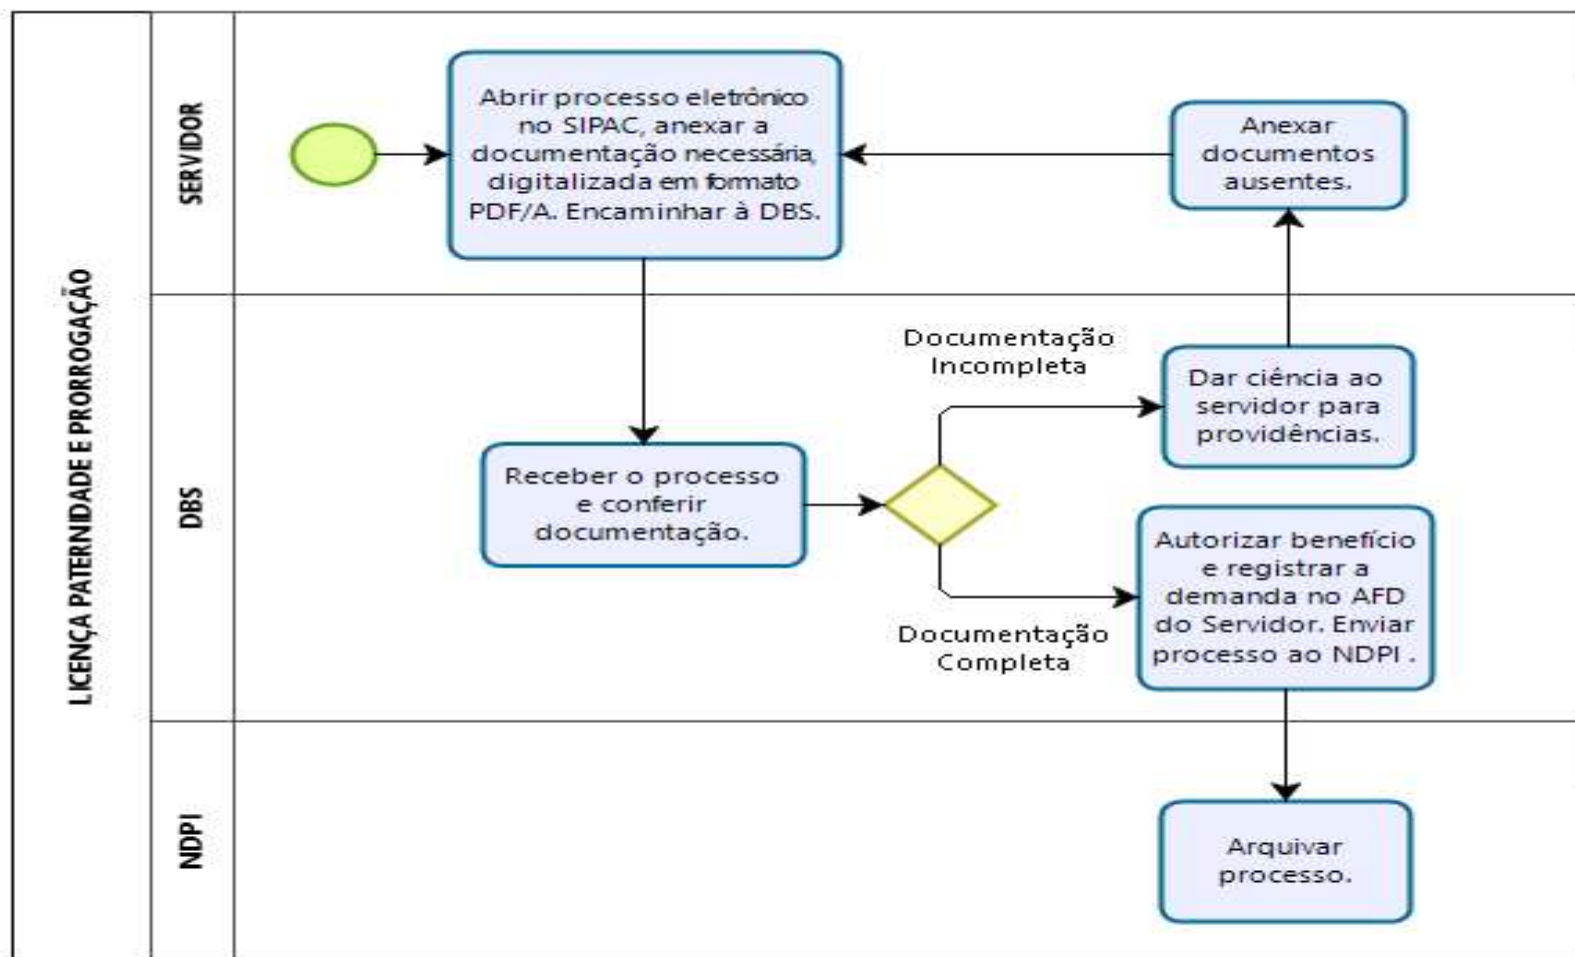 LICENÇA PATERNIDADE E PRORROGAÇÃO
SERVIDOR
Abrir processo eletrônico
no SIPAC, anexar a
documentação necessária,
digitalizada em formato
PDF/A. Encaminhar à DBS.
Anexar
documentos
ausentes.
DBS
Receber o processo
e conferir
documentação.
Documentação
Incompleta
Dar ciência ao
servidor para
providências.
Documentação
Completa
Autorizar benefício
e registrar a
demanda no AFD
do Servidor. Enviar
processo ao NDPI .
NDPI
Arquivar
processo.